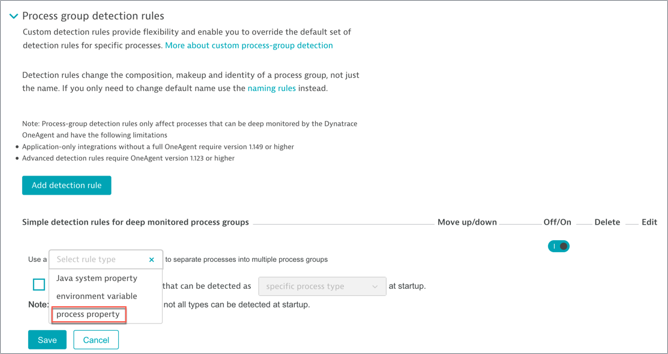 Process group detection rules
Custom detection rules provide flexibility and enable you to override the default set of
detection rules for specific processes. More about custom process-group detection
Detection rules change the composition, makeup and identity of a process group, not just
the name. If you only need to change default name use the naming rules instead.
Note: Process-group detection rules only affect processes that can be deep monitored by the Dynatrace
OneAgent and have the following limitations
• Application-only integrations without a full OneAgent require version 1.149 or higher
• Advanced detection rules require OneAgent version 1.123 or higher
Add detection rule
Simple detection rules for deep monitored process groups Move up/down Off/On Delete Edit
Use a Select rule type × to separate processes into multiple process groups
Java system property
that can be detected as specific process type at startup.
environment variable
Note: not all types can be detected at startup.
process property
Save Cancel